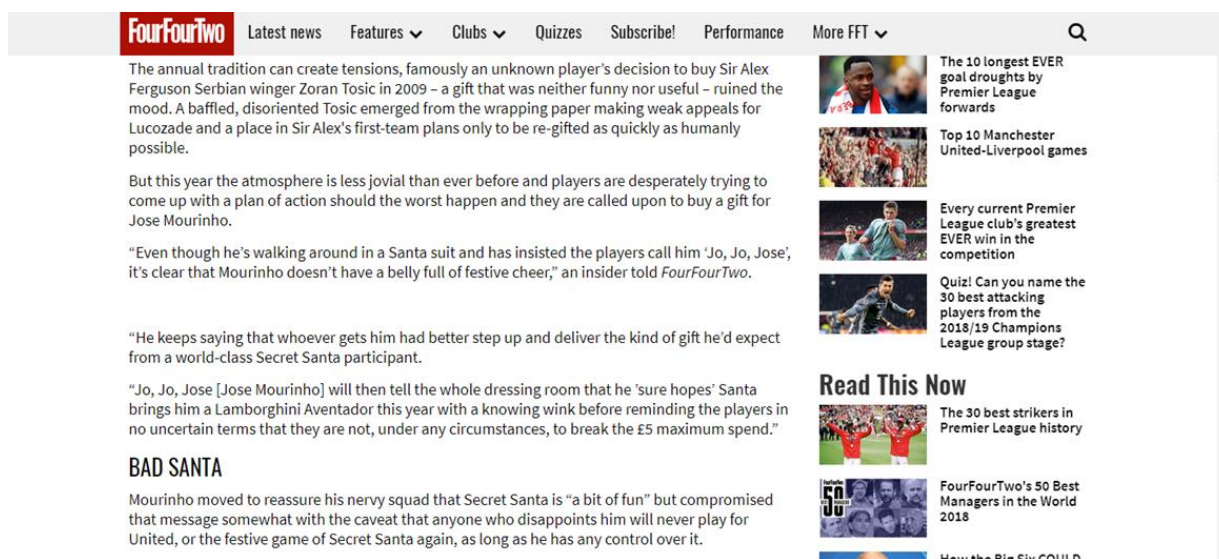 FourFourTwo Latest news Features Clubs Quizzes Subscribe! Performance More FFT
The annual tradition can create tensions, famously an unknown player’s decision to buy Sir Alex
Ferguson Serbian winger Zoran Tosic in 2009 – a gift that was neither funny nor useful – ruined the
mood. A baffled, disoriented Tosic emerged from the wrapping paper making weak appeals for
Lucozade and a place in Sir Alex's first-team plans only to be re-gifted as quickly as humanly
possible.
But this year the atmosphere is less jovial than ever before and players are desperately trying to
come up with a plan of action should the worst happen and they are called upon to buy a gift for
Jose Mourinho.
“Even though he’s walking around in a Santa suit and has insisted the players call him ‘Jo, Jo, Jose’,
it’s clear that Mourinho doesn’t have a belly full of festive cheer,” an insider told FourFourTwo.
“He keeps saying that whoever gets him had better step up and deliver the kind of gift he’d expect
from a world-class Secret Santa participant.
“Jo, Jo, Jose [Jose Mourinho] will then tell the whole dressing room that he ’sure hopes’ Santa
brings him a Lamborghini Aventador this year with a knowing wink before reminding the players in
no uncertain terms that they are not, under any circumstances, to break the £5 maximum spend.”
BAD SANTA
Mourinho moved to reassure his nervy squad that Secret Santa is “a bit of fun” but compromised
that message somewhat with the caveat that anyone who disappoints him will never play for
United, or the festive game of Secret Santa again, as long as he has any control over it.
The 10 longest EVER
goal droughts by
Premier League
forwards
Top 10 Manchester
United-Liverpool games
Every current Premier
League club’s greatest
EVER win in the
competition
Quiz! Can you name the
30 best attacking
players from the
2018/19 Champions
League group stage?
Read This Now
The 30 best strikers in
Premier League history
50
FourFourTwo's 50 Best
Managers in the World
2018
How the Big Six COULD